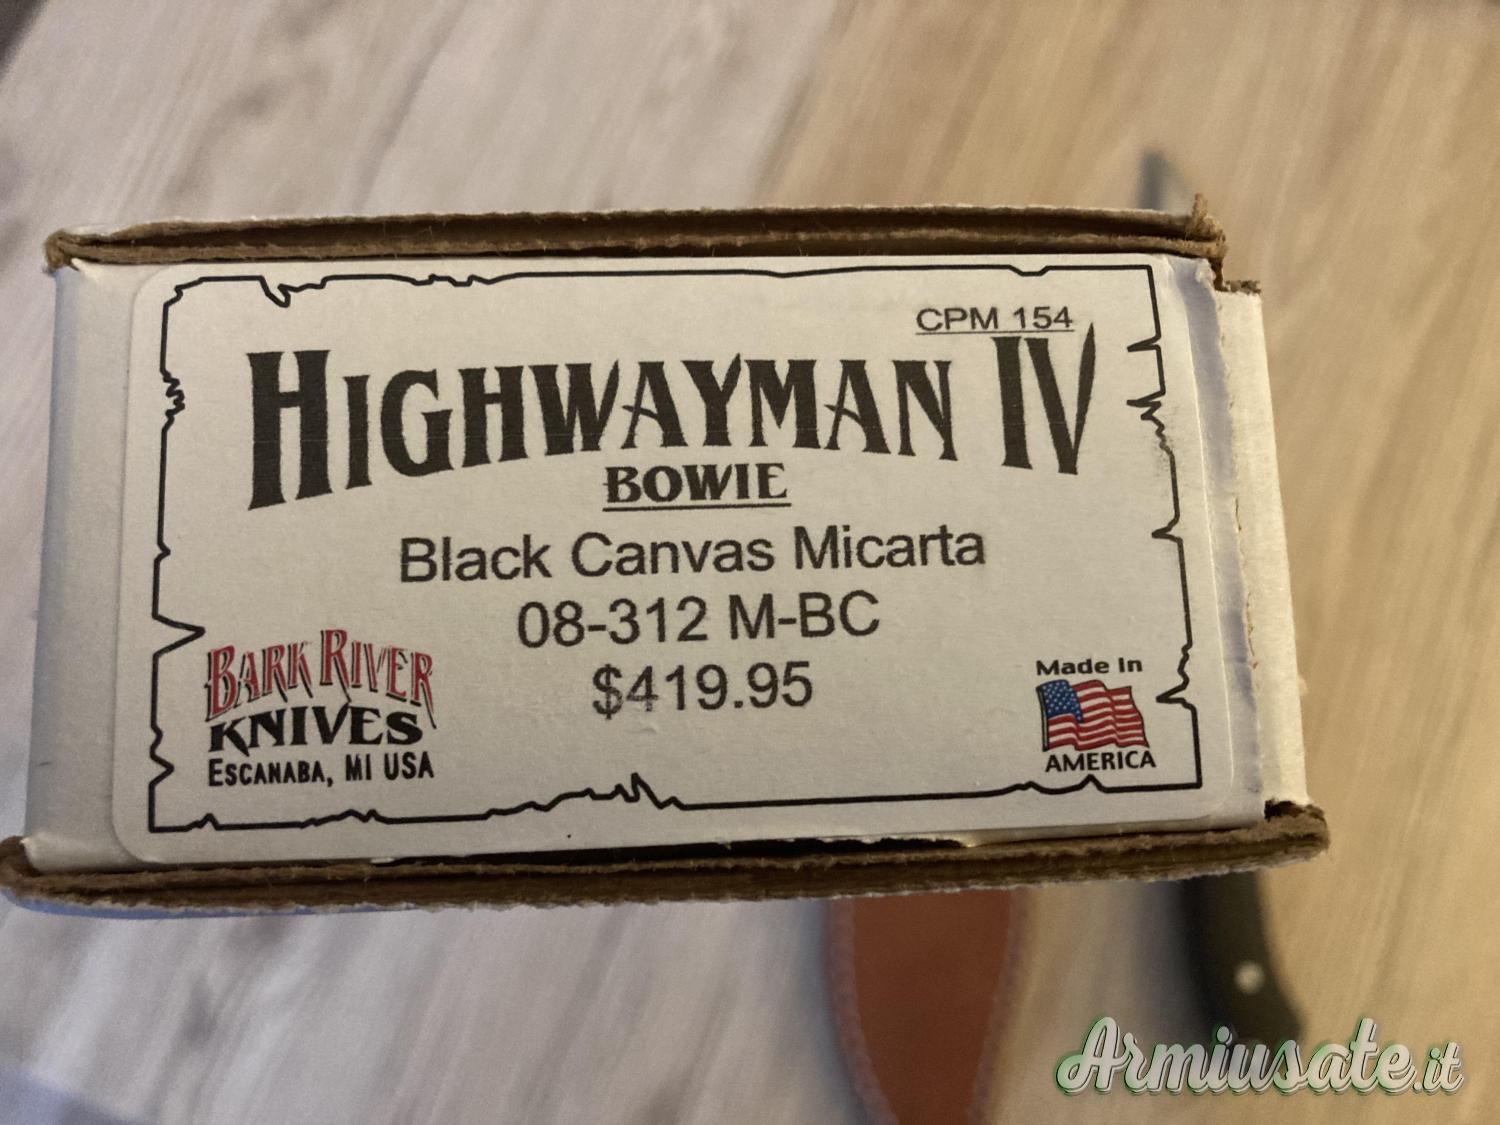 CPM 154
HIGHWAYMAN IV
BOWIE
Black Canvas Micarta
08-312 M-BC
$419.95
BARK RIVER
KNIVES
ESCANABA, MI USA
Made In
AMERICA
Armiusate.it